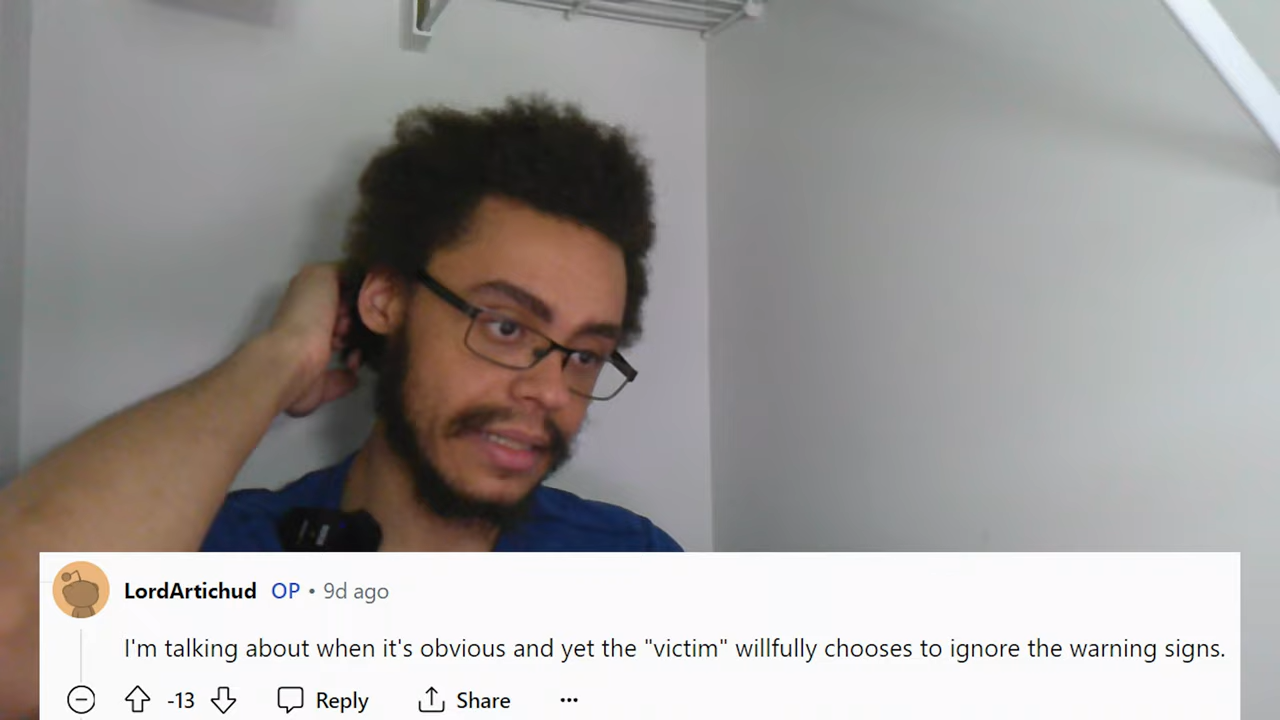 LordArtichud OP • 9d ago
I'm talking about when it's obvious and yet the "victim" willfully chooses to ignore the warning signs.
-13 Reply Share ···